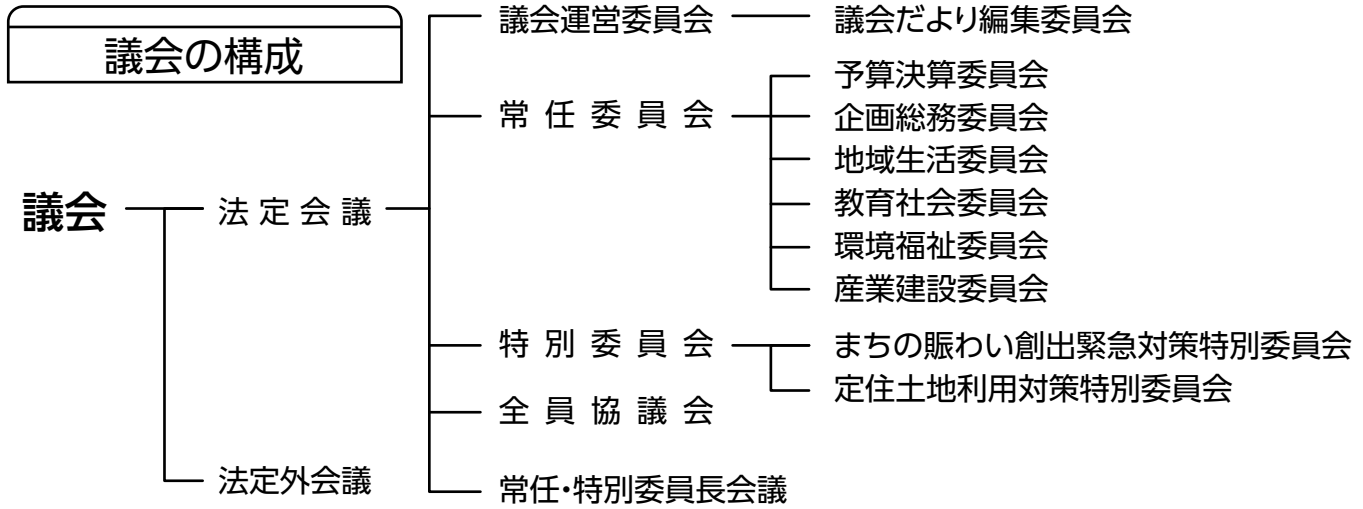 議会の構成
議会
法定会議
法定外会議
議会運営委員会
議会だより編集委員会
常任委員会
予算決算委員会
企画総務委員会
地域生活委員会
教育社会委員会
環境福祉委員会
産業建設委員会
特別委員会
まちの賑わい創出緊急対策特別委員会
定住土地利用対策特別委員会
全員協議会
常任・特別委員長会議